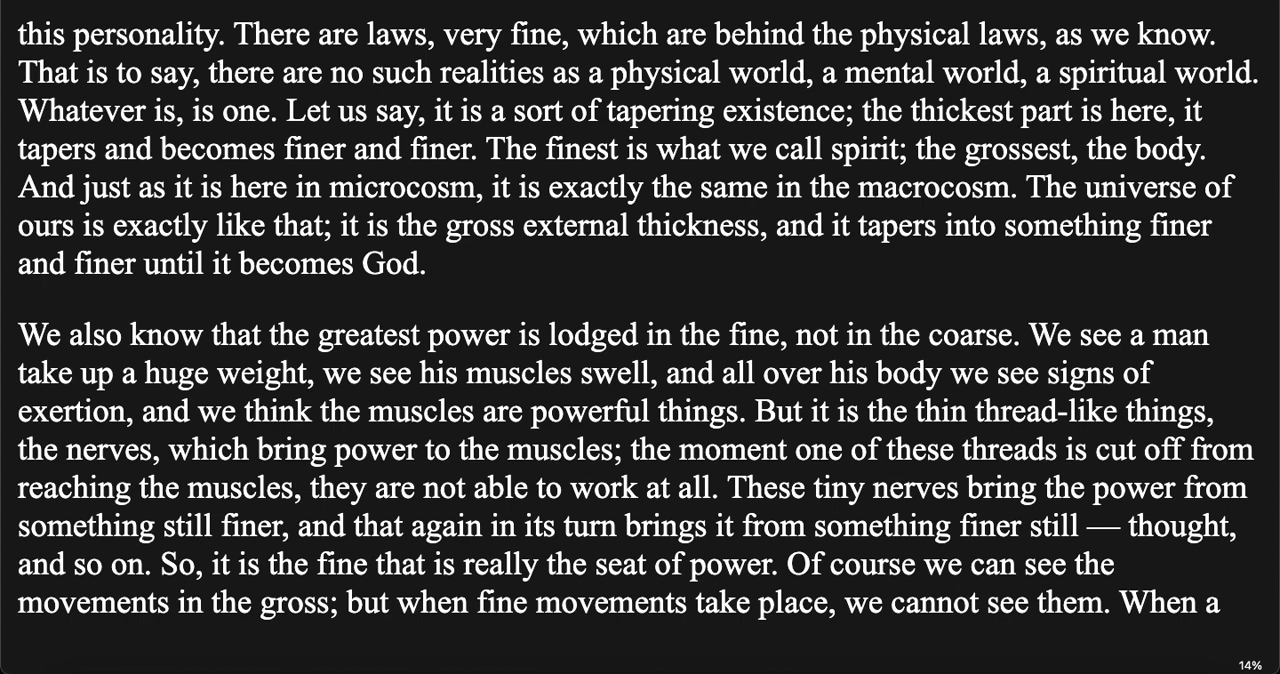 this personality. There are laws, very fine, which are behind the physical laws, as we know.
That is to say, there are no such realities as a physical world, a mental world, a spiritual world.
Whatever is, is one. Let us say, it is a sort of tapering existence; the thickest part is here, it
tapers and becomes finer and finer. The finest is what we call spirit; the grossest, the body.
And just as it is here in microcosm, it is exactly the same in the macrocosm. The universe of
ours is exactly like that; it is the gross external thickness, and it tapers into something finer
and finer until it becomes God.
We also know that the greatest power is lodged in the fine, not in the coarse. We see a man
take up a huge weight, we see his muscles swell, and all over his body we see signs of
exertion, and we think the muscles are powerful things. But it is the thin thread-like things,
the nerves, which bring power to the muscles; the moment one of these threads is cut off from
reaching the muscles, they are not able to work at all. These tiny nerves bring the power from
something still finer, and that again in its turn brings it from something finer still — thought,
and so on. So, it is the fine that is really the seat of power. Of course we can see the
movements in the gross; but when fine movements take place, we cannot see them. When a
14%